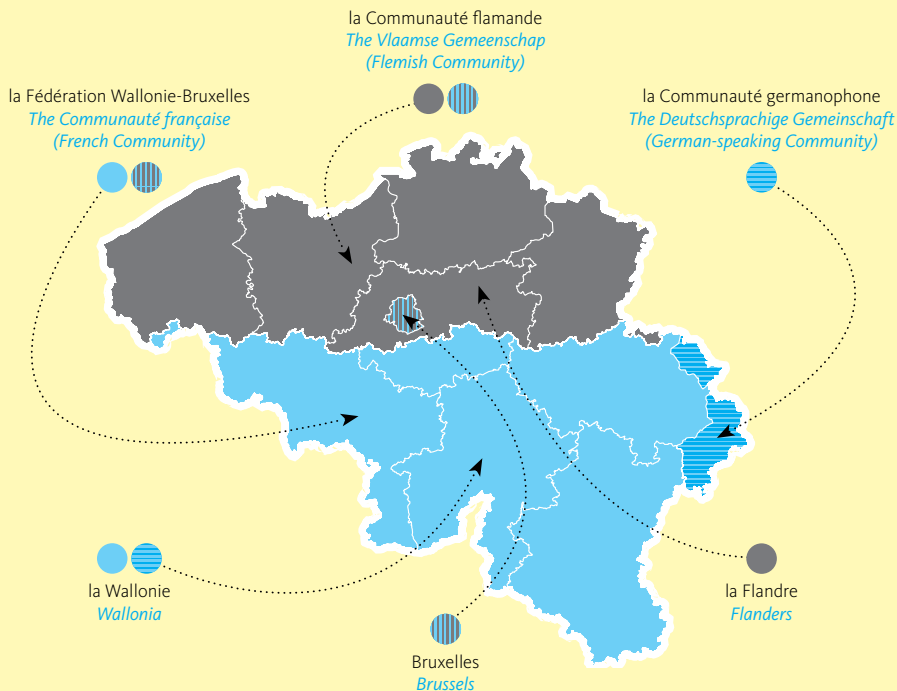 la Communauté flamande
The Vlaamse Gemeenschap
(Flemish Community)
la Fédération Wallonie-Bruxelles
The Communauté française
(French Community)
la Communauté germanophone
The Deutschsprachige Gemeinschaft
(German-speaking Community)
la Wallonie
Wallonia
Bruxelles
Brussels
la Flandre
Flanders